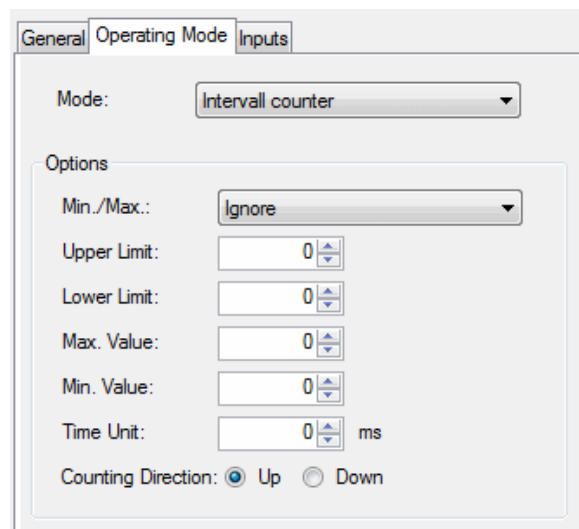 General Operating Mode Inputs
Mode: Intervall counter
Options
Min./Max.: Ignore
Upper Limit: 0
Lower Limit: 0
Max. Value: 0
Min. Value: 0
Time Unit: 0 ms
Counting Direction: Up Down